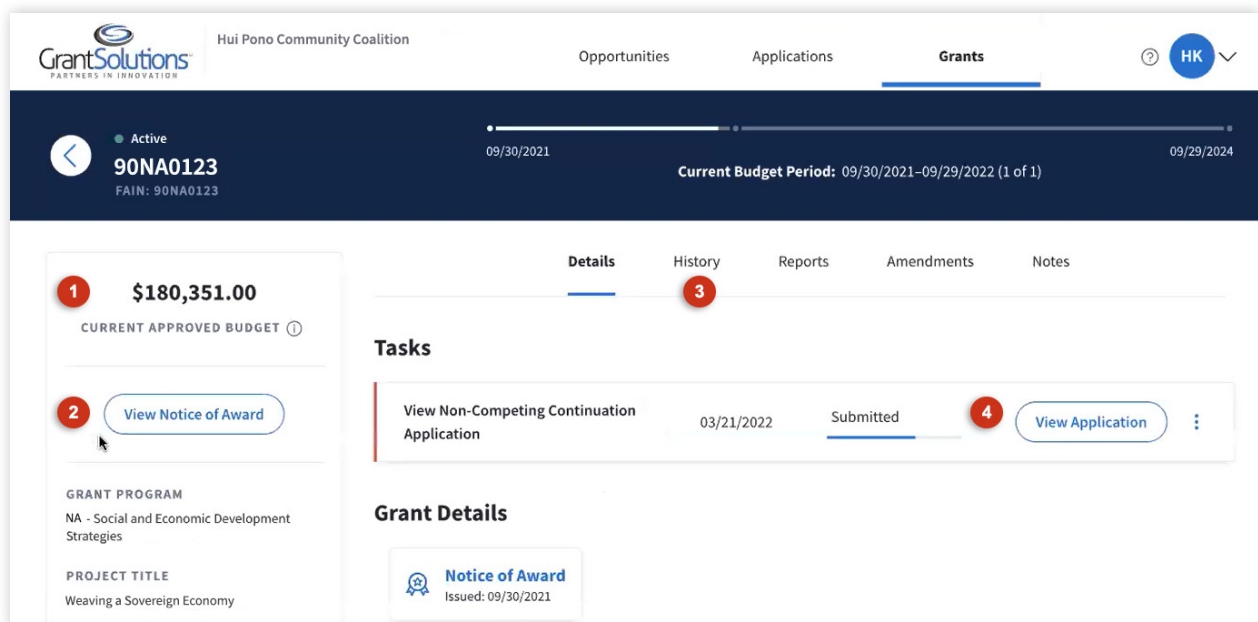 GrantSolutions
PARTNERS IN INNOVATION
Hui Pono Community Coalition
Opportunities
Applications
Grants
?
HK
Active
90NA0123
FAIN: 90NA0123
09/30/2021
09/29/2024
Current Budget Period: 09/30/2021–09/29/2022 (1 of 1)
1
$180,351.00
CURRENT APPROVED BUDGET i
2
View Notice of Award
GRANT PROGRAM
NA - Social and Economic Development
Strategies
PROJECT TITLE
Weaving a Sovereign Economy
Details
History
Reports
Amendments
Notes
3
Tasks
View Non-Competing Continuation
Application
03/21/2022
Submitted
4
View Application
Grant Details
Notice of Award
Issued: 09/30/2021